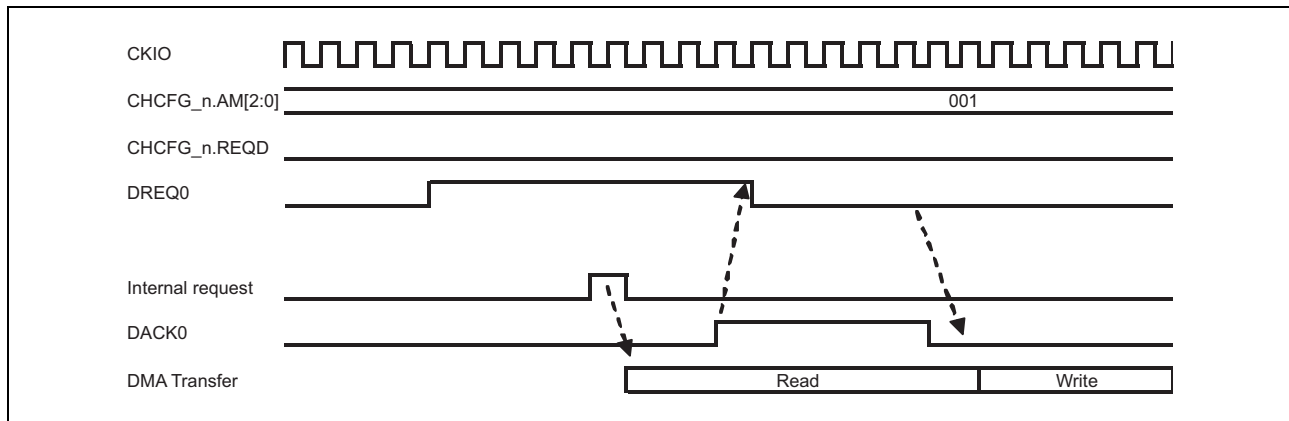 CKIO
CHCFG_n.AM[2:0]
001
CHCFG_n.REQD
DREQ0
Internal request
DACK0
DMA Transfer
Read
Write